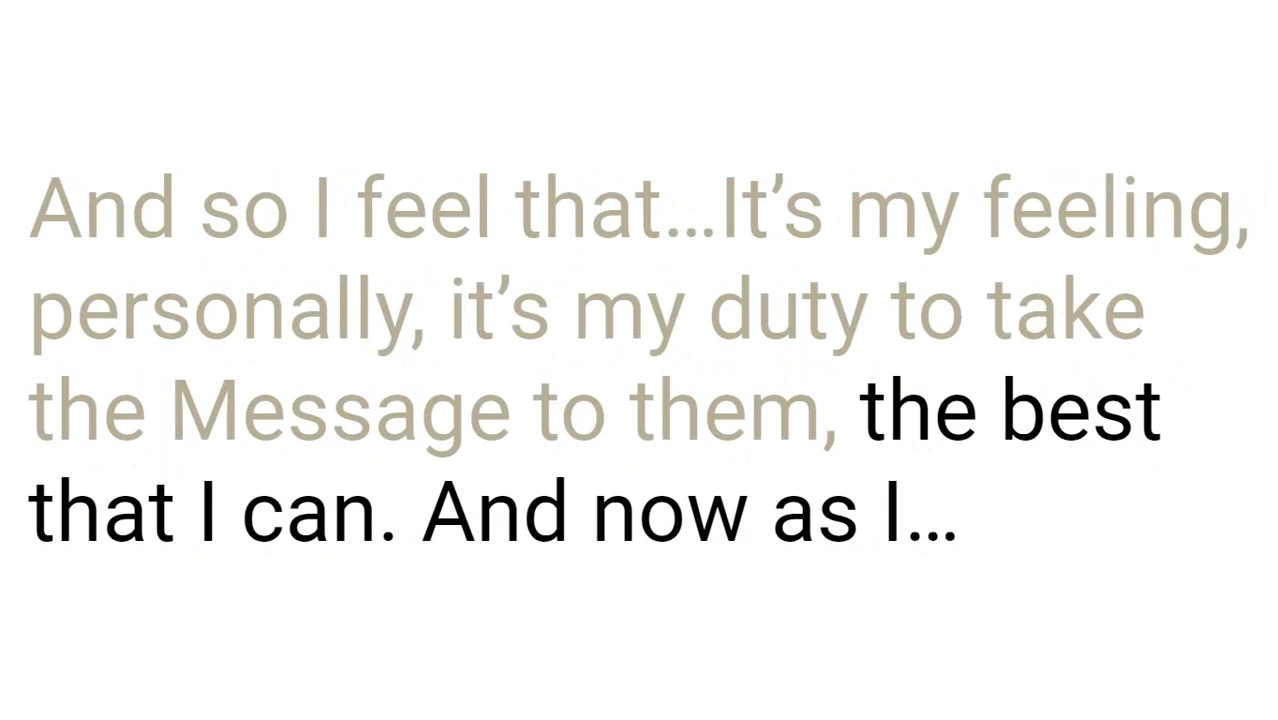 And so I feel that…It’s my feeling,
personally, it’s my duty to take
the Message to them, the best
that I can. And now as I…